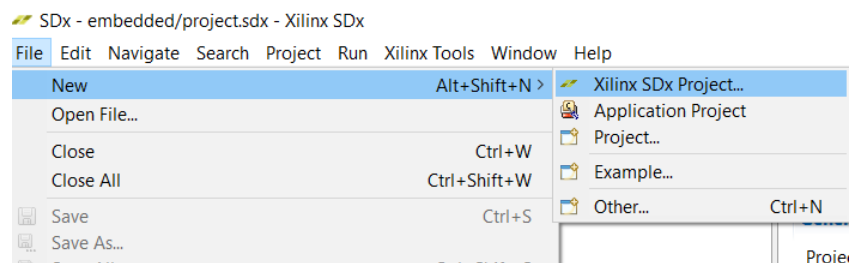 SDx - embedded/project.sdx - Xilinx SDx
File Edit Navigate Search Project Run Xilinx Tools Window Help
New Alt+Shift+N >
Xilinx SDx Project...
Open File...
Application Project
Project...
Close Ctrl+W
Example...
Close All Ctrl+Shift+W
Other... Ctrl+N
Save Ctrl+S
Save As...